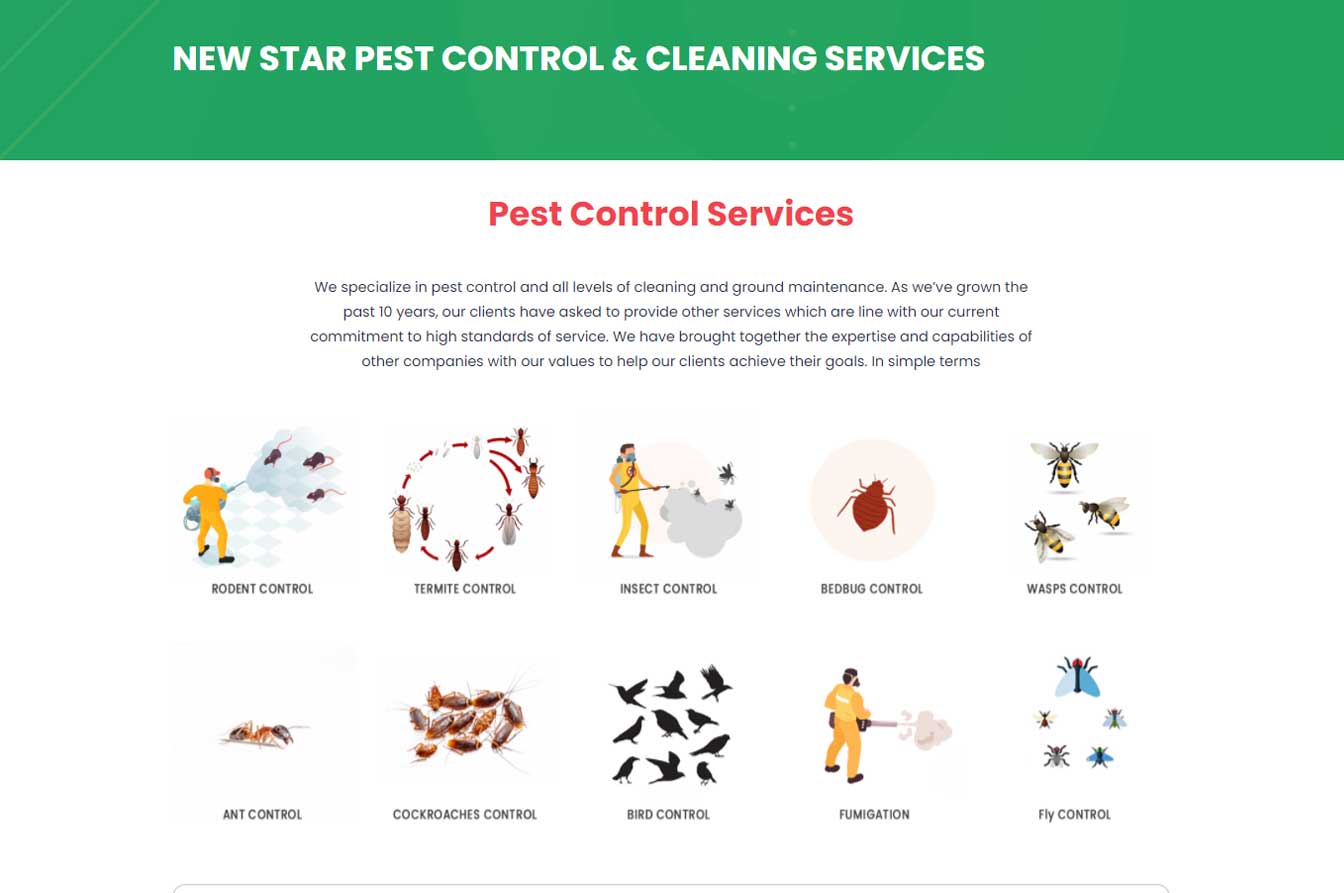 NEW STAR PEST CONTROL & CLEANING SERVICES
Pest Control Services
We specialize in pest control and all levels of cleaning and ground maintenance. As we’ve grown the
past 10 years, our clients have asked to provide other services which are line with our current
commitment to high standards of service. We have brought together the expertise and capabilities of
other companies with our values to help our clients achieve their goals. In simple terms
RODENT CONTROL
TERMITE CONTROL
INSECT CONTROL
BEDBUG CONTROL
WASPS CONTROL
ANT CONTROL
COCKROACHES CONTROL
BIRD CONTROL
FUMIGATION
Fly CONTROL